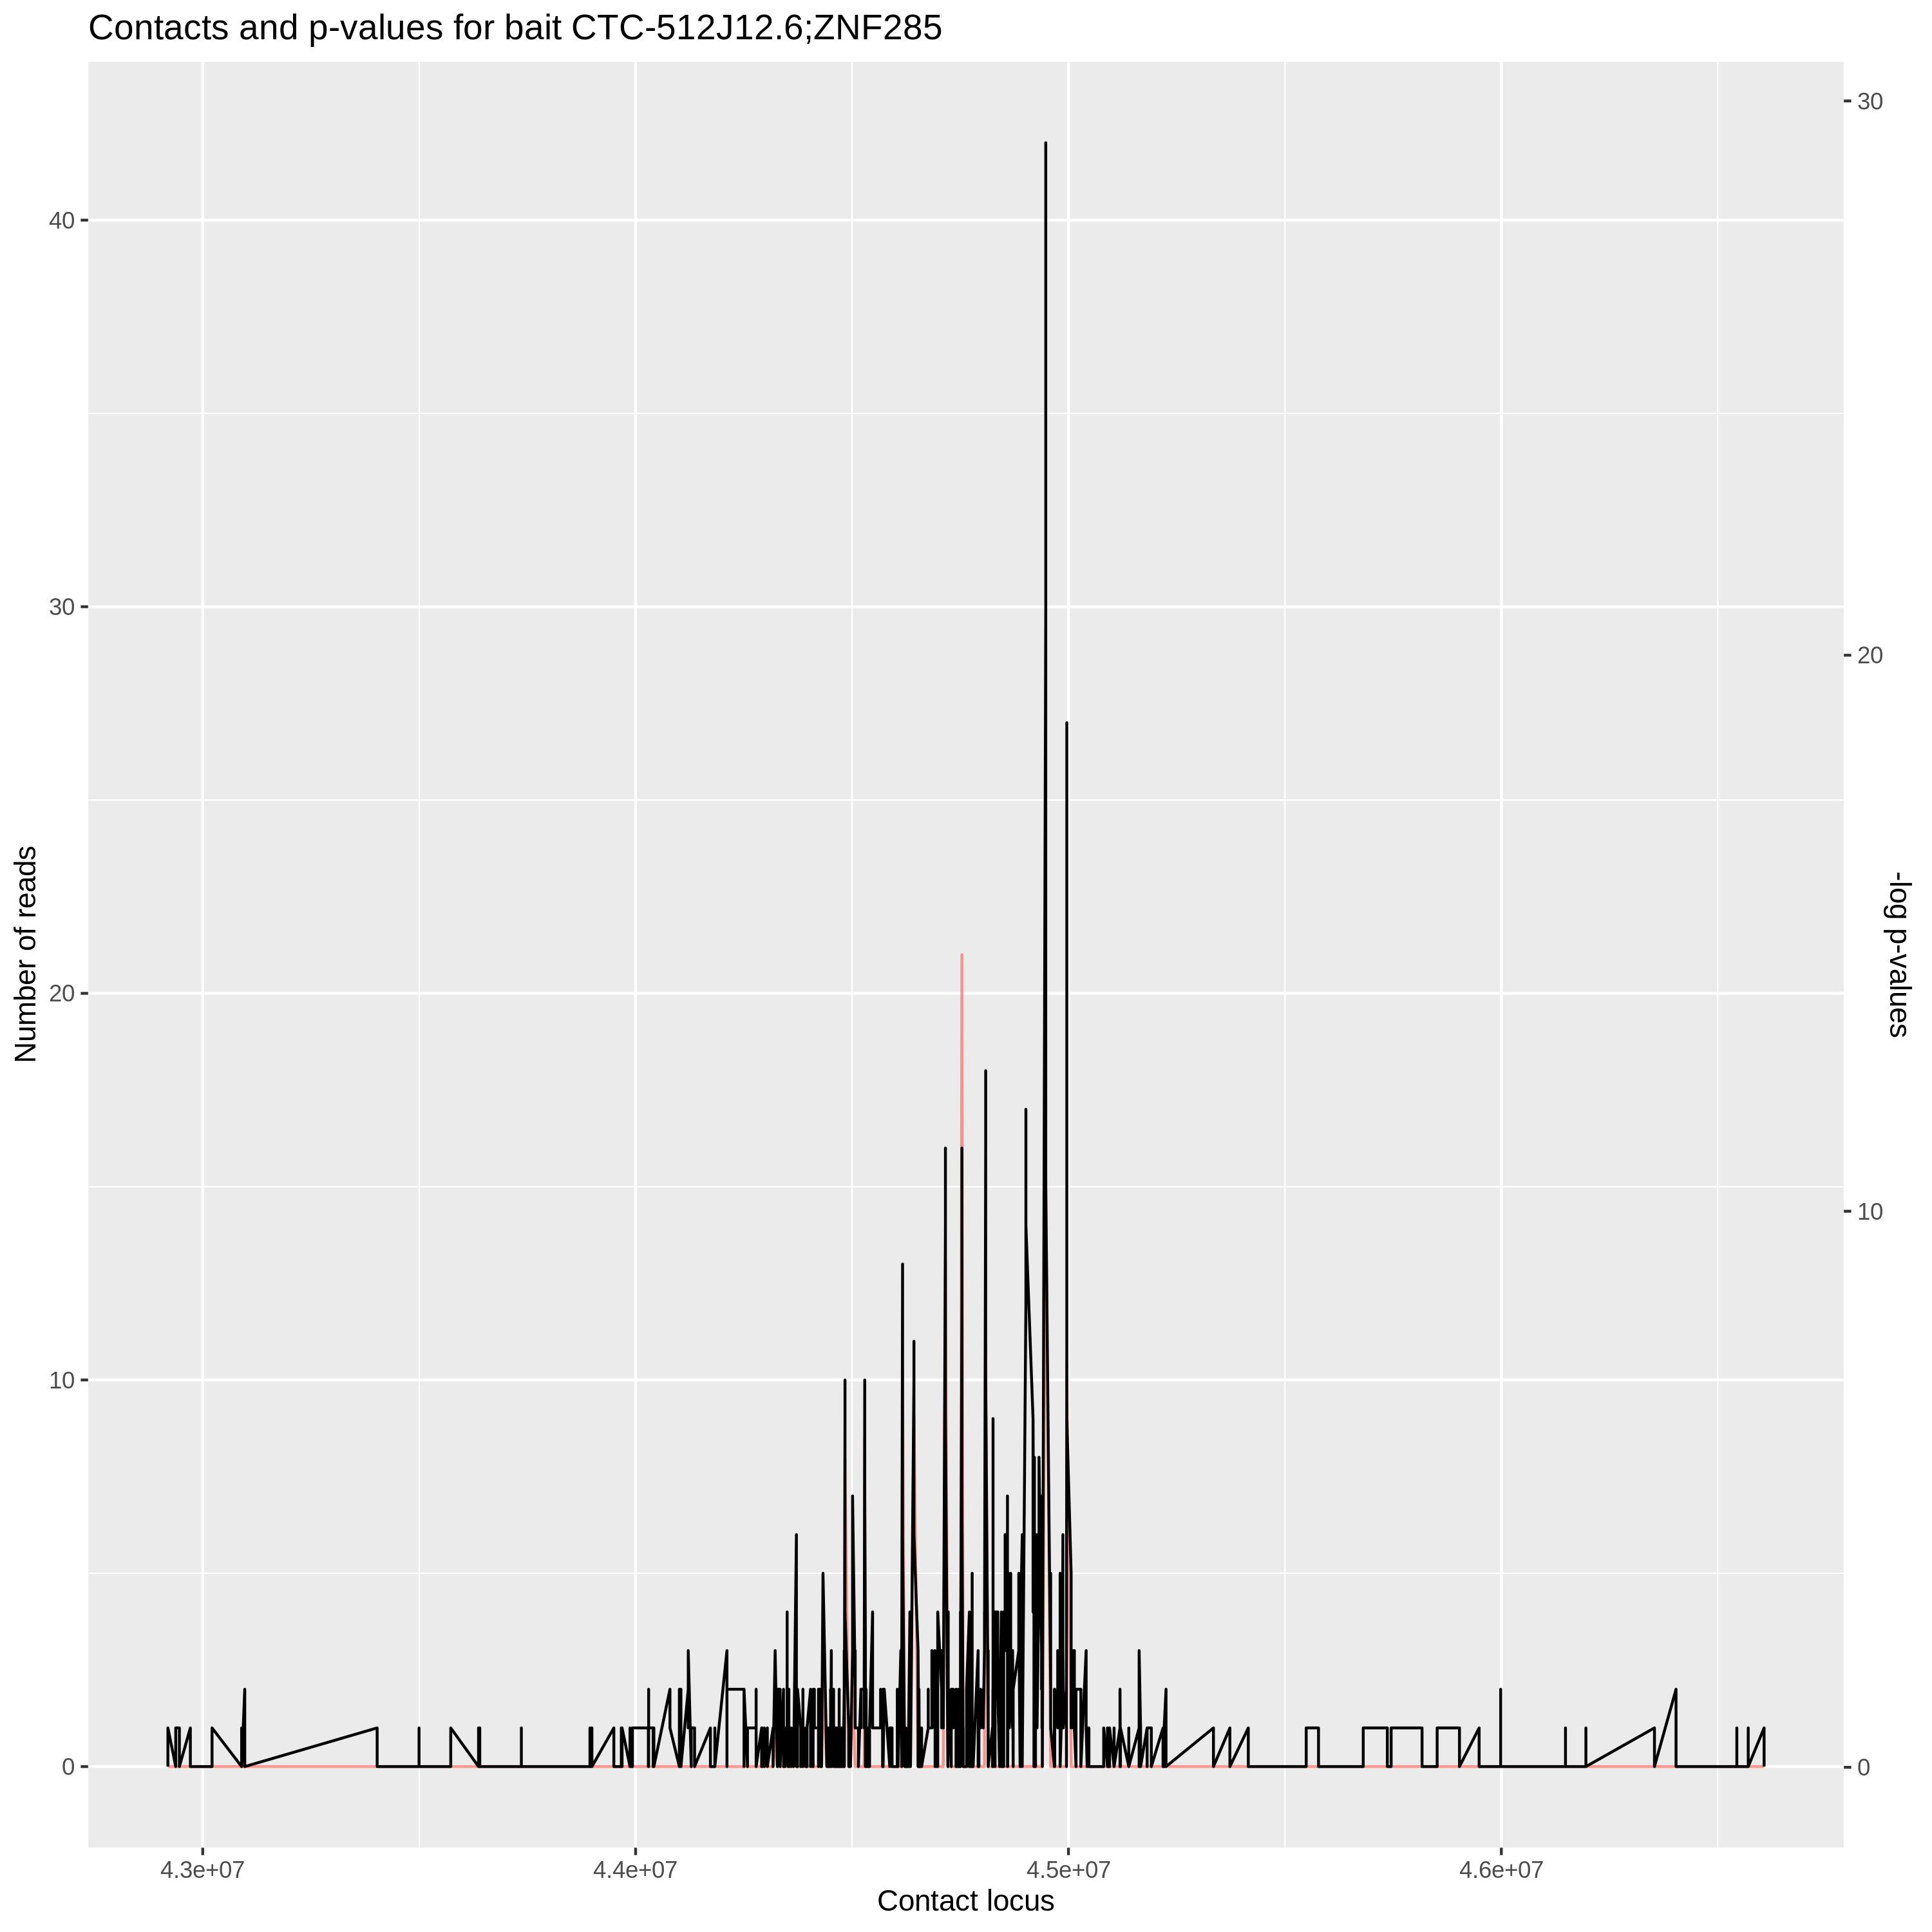 Contacts and p-values for bait CTC-512J12.6;ZNF285
Number of reads
40
30
20
10
0
30
20
10
0
-log p-values
4.3e+07
4.4e+07
4.5e+07
4.6e+07
Contact locus